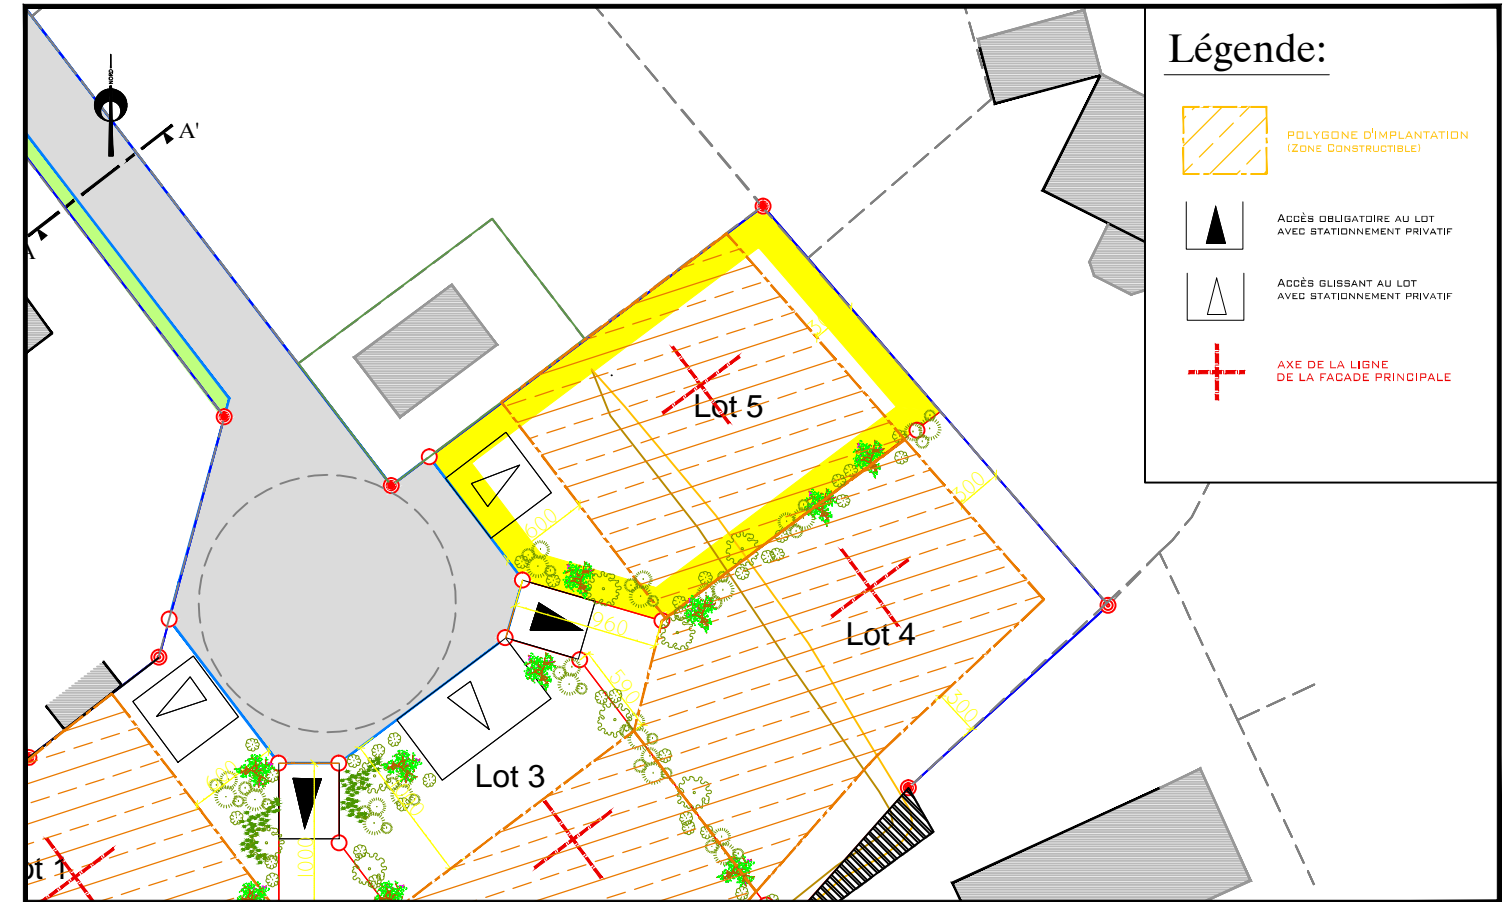 Légende:
POLYGONE D'IMPLANTATION
(ZONE CONSTRUCTIBLE)
ACCÈS OBLIGATOIRE AU LOT
AVEC STATIONNEMENT PRIVATIF
ACCÈS GLISSANT AU LOT
AVEC STATIONNEMENT PRIVATIF
AXE DE LA LIGNE
DE LA FACADE PRINCIPALE
NORD
A'
A
Lot 5
300
600
Lot 4
590
300
Lot 3
1000
ot 1